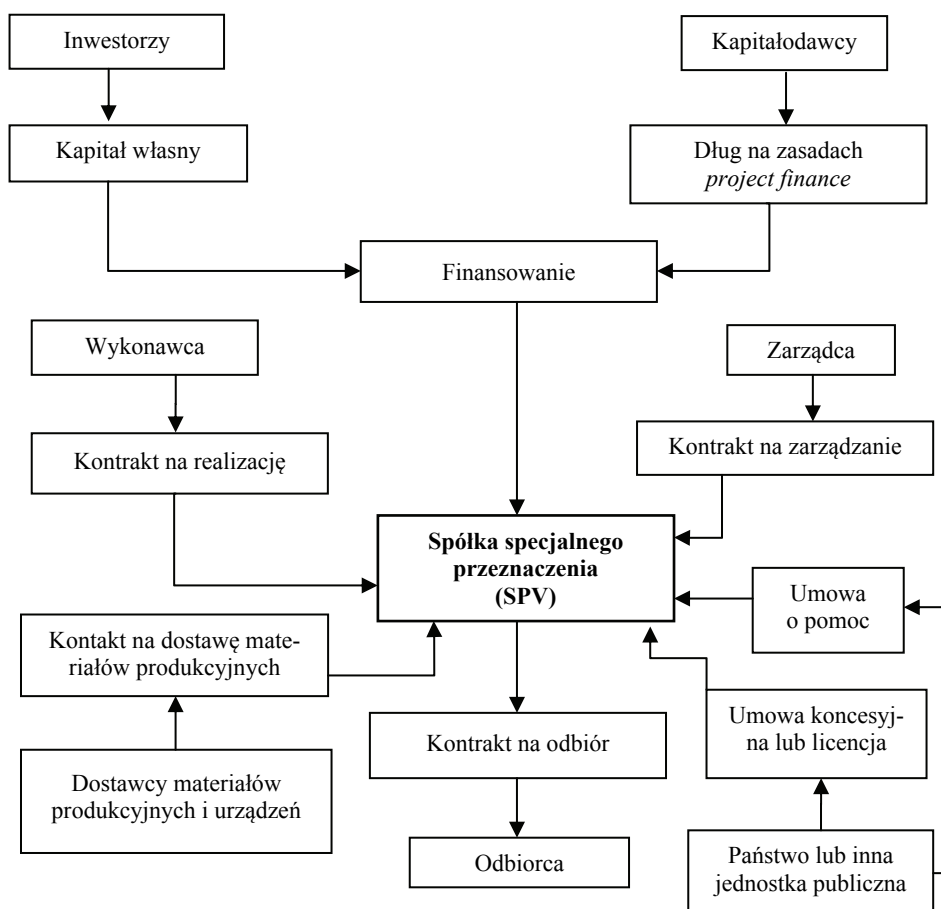 Inwestorzy
Kapitałodawcy
Kapitał własny
Dług na zasadach
project finance
Finansowanie
Wykonawca
Zarządca
Kontrakt na realizację
Kontrakt na zarządzanie
Spółka specjalnego
przeznaczenia
(SPV)
Umowa
o pomoc
Kontakt na dostawę mate-
riałów produkcyjnych
Umowa koncesyj-
na lub licencja
Kontrakt na odbiór
Dostawcy materiałów
produkcyjnych i urządzeń
Odbiorca
Państwo lub inna
jednostka publiczna